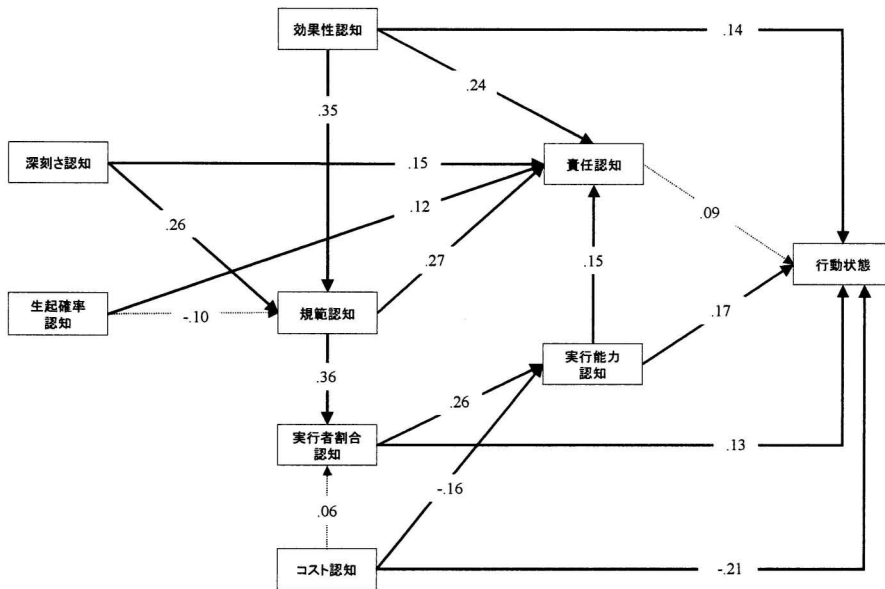 効果性認知
.14
.24
.35
深刻さ認知
.15
責任認知
.12
.09
.26
.27
.15
行動状態
生起確率
認知
-.10
規範認知
.17
実行能力
認知
.36
.26
実行者割合
認知
.13
-.16
.06
コスト認知
-.21